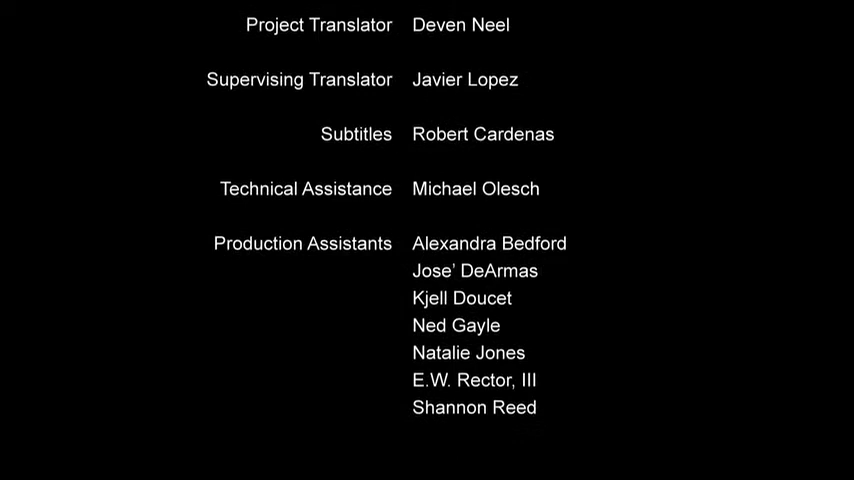 Project Translator Deven Neel
Supervising Translator Javier Lopez
Subtitles Robert Cardenas
Technical Assistance Michael Olesch
Production Assistants Alexandra Bedford
Jose’ DeArmas
Kjell Doucet
Ned Gayle
Natalie Jones
E.W. Rector, III
Shannon Reed